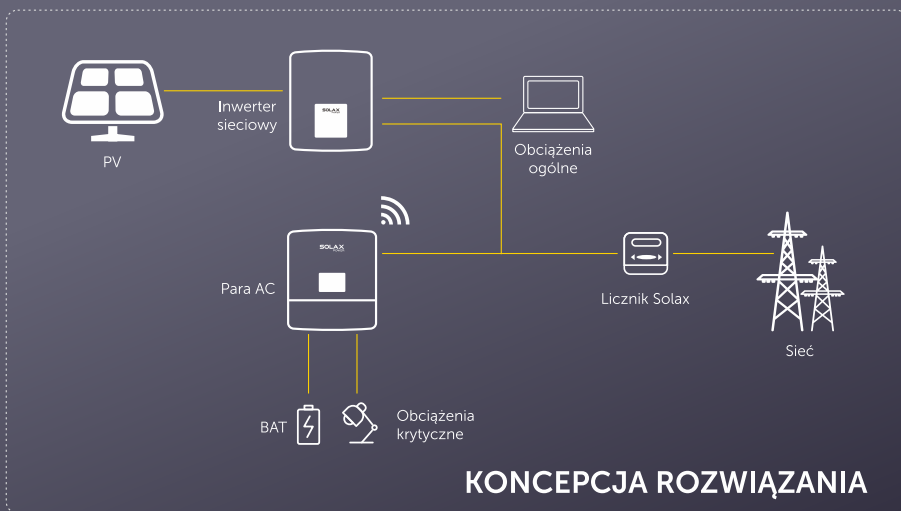 Inwerter
sieciowy
SOLAX
PV
Obciążenia
ogólne
SOLAX
Para AC
Licznik Solax
Sieć
BAT
Obciążenia
krytyczne
KONCEPCJA ROZWIĄZANIA